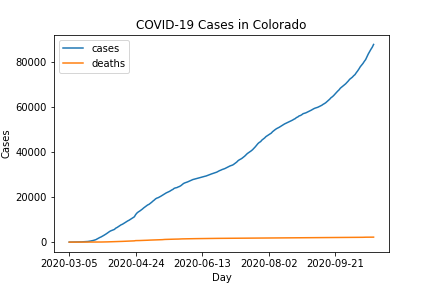 COVID-19 Cases in Colorado
cases
deaths
80000
60000
40000
20000
0
Cases
2020-03-05 2020-04-24 2020-06-13 2020-08-02 2020-09-21
Day